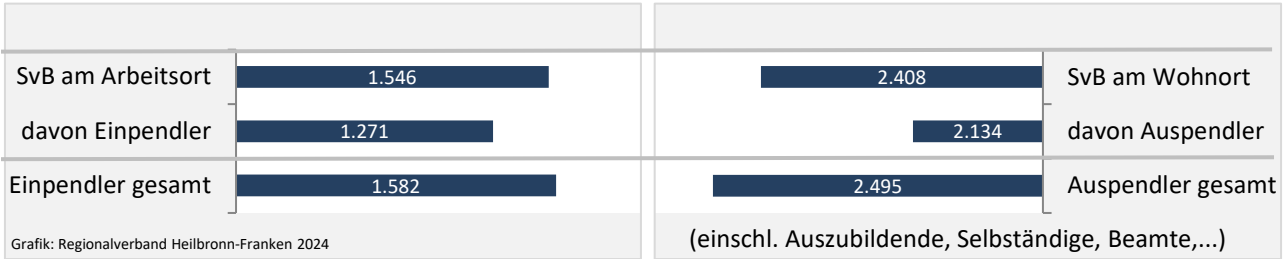 SvB am Arbeitsort 1.546 2.408 SvB am Wohnort
davon Einpendler 1.271 2.134 davon Auspendler
Einpendler gesamt 1.582 2.495 Auspendler gesamt
Grafik: Regionalverband Heilbronn-Franken 2024 (einschl. Auszubildende, Selbständige, Beamte,...)